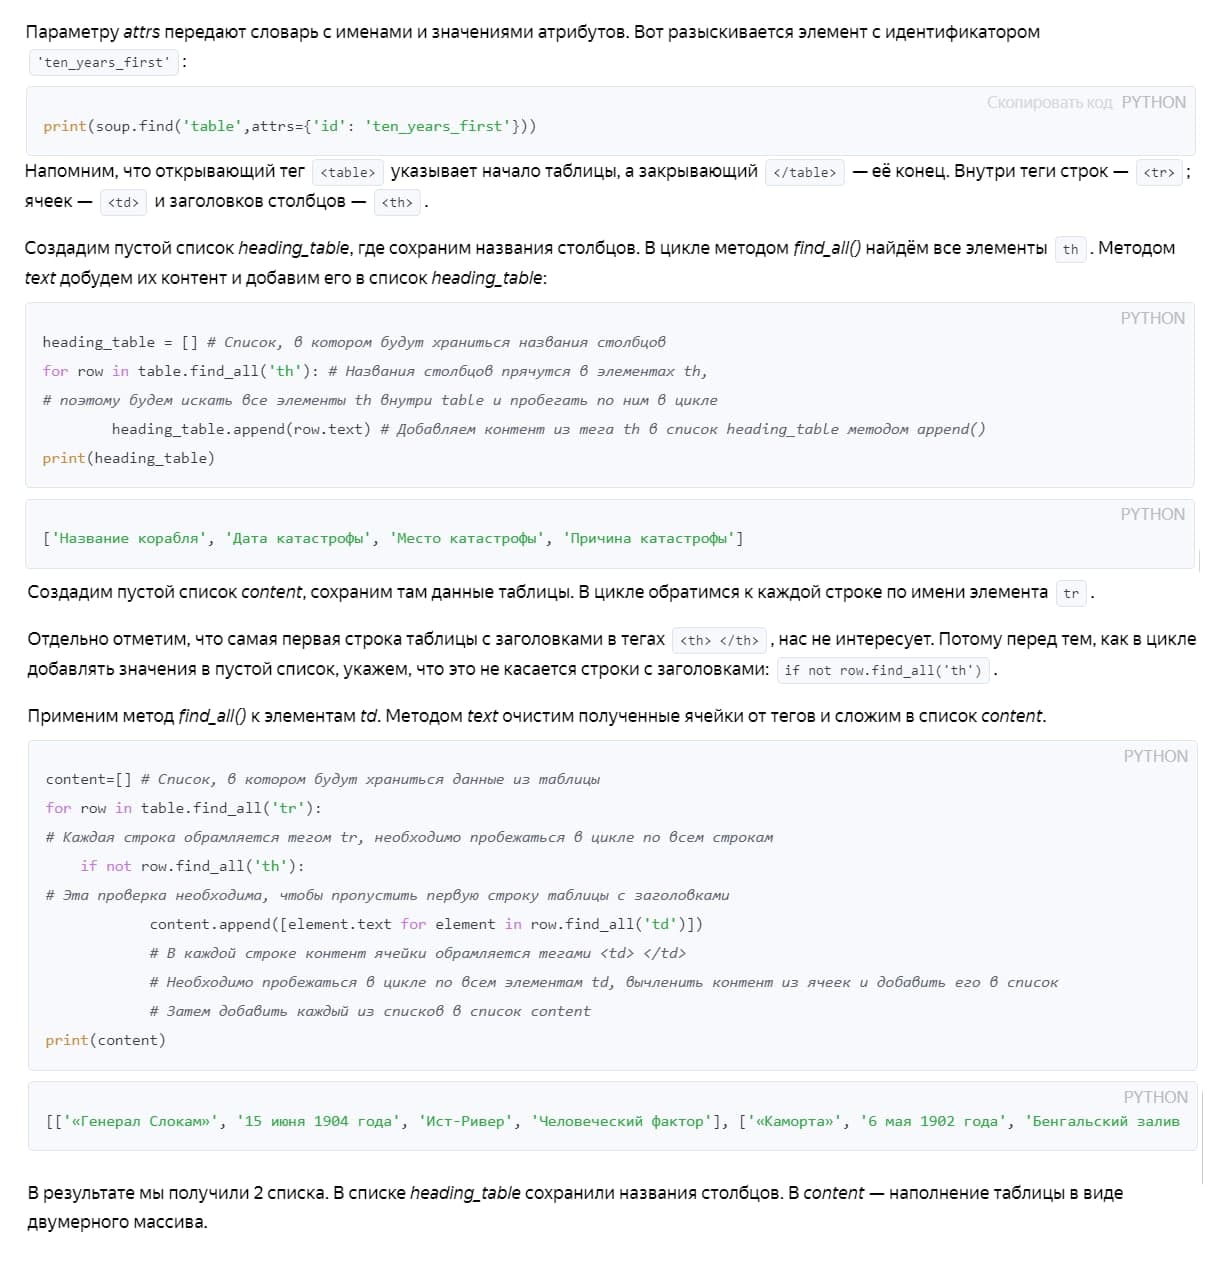 Параметру attrs передают словарь с именами и значениями атрибутов. Вот разыскивается элемент с идентификатором
'ten_years_first' :
Скопировать код PYTHON
print(soup.find('table',attrs={'id': 'ten_years_first'}))
Напомним, что открывающий тег <table> указывает начало таблицы, а закрывающий </table> — её конец. Внутри теги строк — <tr> ;
ячеек — <td> и заголовков столбцов — <th> .
Создадим пустой список heading_table, где сохраним названия столбцов. В цикле методом find_all() найдём все элементы th . Методом
text добудем их контент и добавим его в список heading_table:
PYTHON
heading_table = [] # Список, в котором будут храниться названия столбцов
for row in table.find_all('th'): # Названия столбцов прячутся в элементах th,
# поэтому будем искать все элементы th внутри table и пробегать по ним в цикле
heading_table.append(row.text) # Добавляем контент из тега th в список heading_table методом append()
print(heading_table)
PYTHON
['Название корабля', 'Дата катастрофы', 'Место катастрофы', 'Причина катастрофы']
Создадим пустой список content, сохраним там данные таблицы. В цикле обратимся к каждой строке по имени элемента tr .
Отдельно отметим, что самая первая строка таблицы с заголовками в тегах <th> </th> , нас не интересует. Потому перед тем, как в цикле
добавлять значения в пустой список, укажем, что это не касается строки с заголовками: if not row.find_all('th') .
Применим метод find_all() к элементам td. Методом text очистим полученные ячейки от тегов и сложим в список content.
PYTHON
content=[] # Список, в котором будут храниться данные из таблицы
for row in table.find_all('tr'):
# Каждая строка обрамляется тегом tr, необходимо пробежаться в цикле по всем строкам
if not row.find_all('th'):
# Эта проверка необходима, чтобы пропустить первую строку таблицы с заголовками
content.append([element.text for element in row.find_all('td')])
# В каждой строке контент ячейки обрамляется тегами <td> </td>
# Необходимо пробежаться в цикле по всем элементам td, вычленить контент из ячеек и добавить его в список
# Затем добавить каждый из списков в список content
print(content)
PYTHON
[['«Генерал Слокам»', '15 июня 1904 года', 'Ист-Ривер', 'Человеческий фактор'], ['«Каморта»', '6 мая 1902 года', 'Бенгальский залив
В результате мы получили 2 списка. В списке heading_table сохранили названия столбцов. В content — наполнение таблицы в виде
двумерного массива.